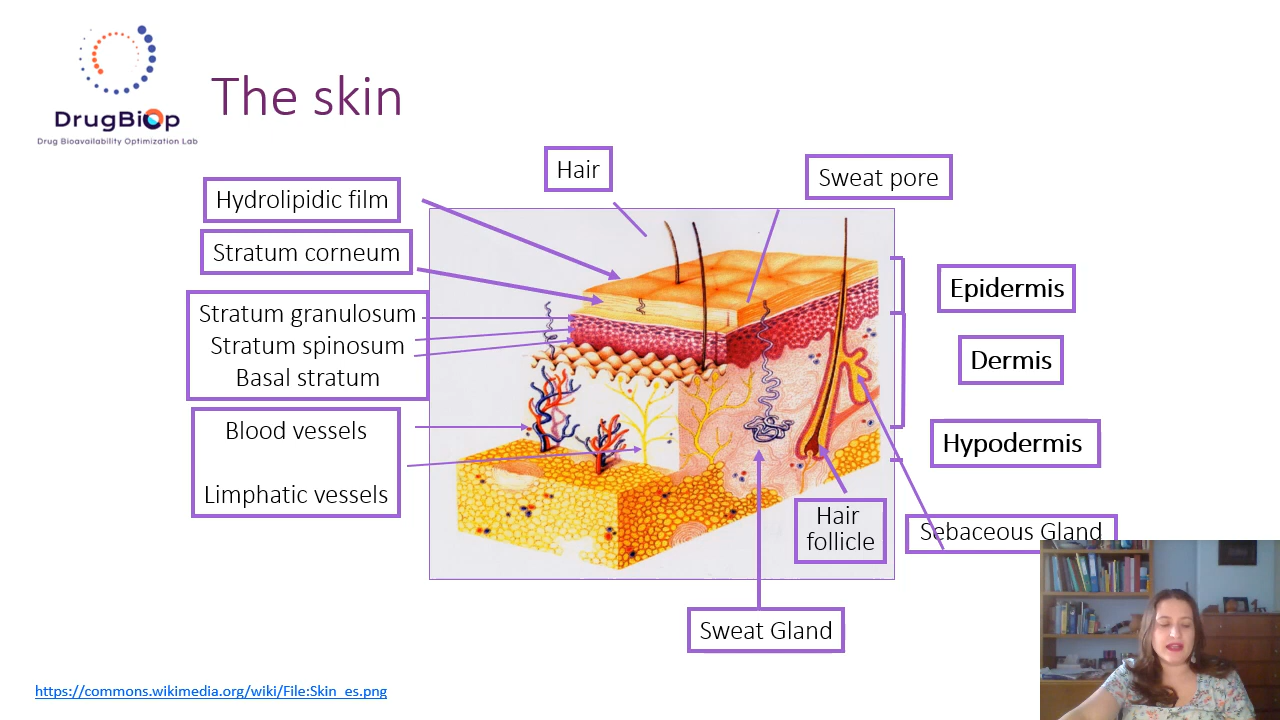 DrugBiOp
Drug Bioavailability Optimization Lab
The skin
Hair
Sweat pore
Hydrolipidic film
Stratum corneum
Stratum granulosum
Stratum spinosum
Basal stratum
Blood vessels
Limphatic vessels
Epidermis
Dermis
Hypodermis
Hair
follicle
Sebaceous Gland
Sweat Gland
https://commons.wikimedia.org/wiki/File:Skin_es.png